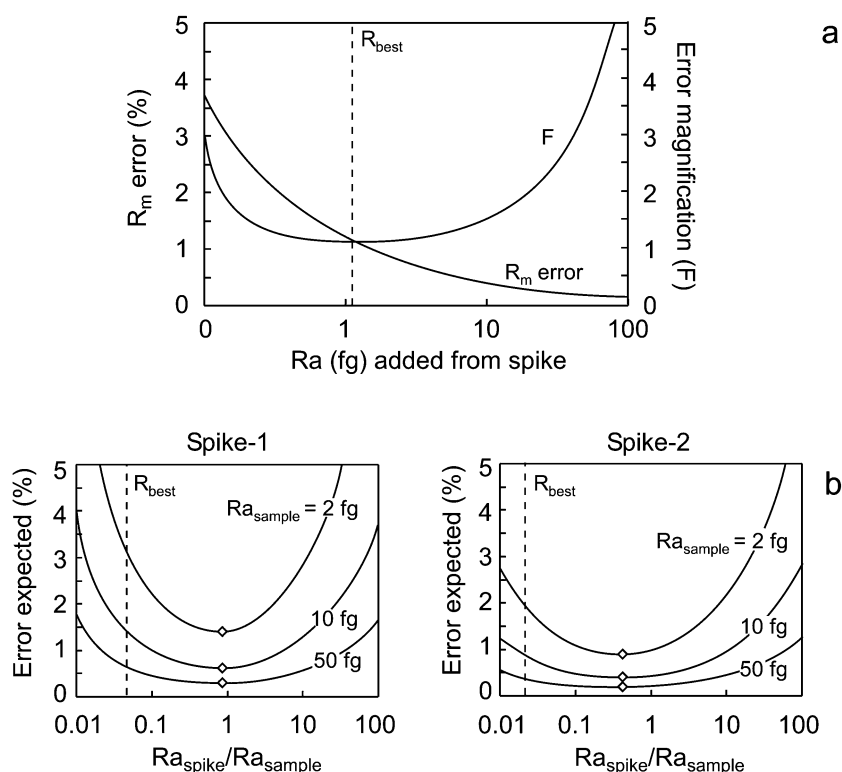 a
R_best
5 5
4 4
3 3
2 2
1 1
0 0
R_m error (%)
Error magnification (F)
F
R_m error
0 1 10 100
Ra (fg) added from spike
b
Spike-1
5
4
3
2
1
0
Error expected (%)
R_best
Ra_sample = 2 fg
10 fg
50 fg
0.01 0.1 1 10 100
Ra_spike/Ra_sample
Spike-2
5
4
3
2
1
0
Error expected (%)
R_best
Ra_sample = 2 fg
10 fg
50 fg
0.01 0.1 1 10 100
Ra_spike/Ra_sample